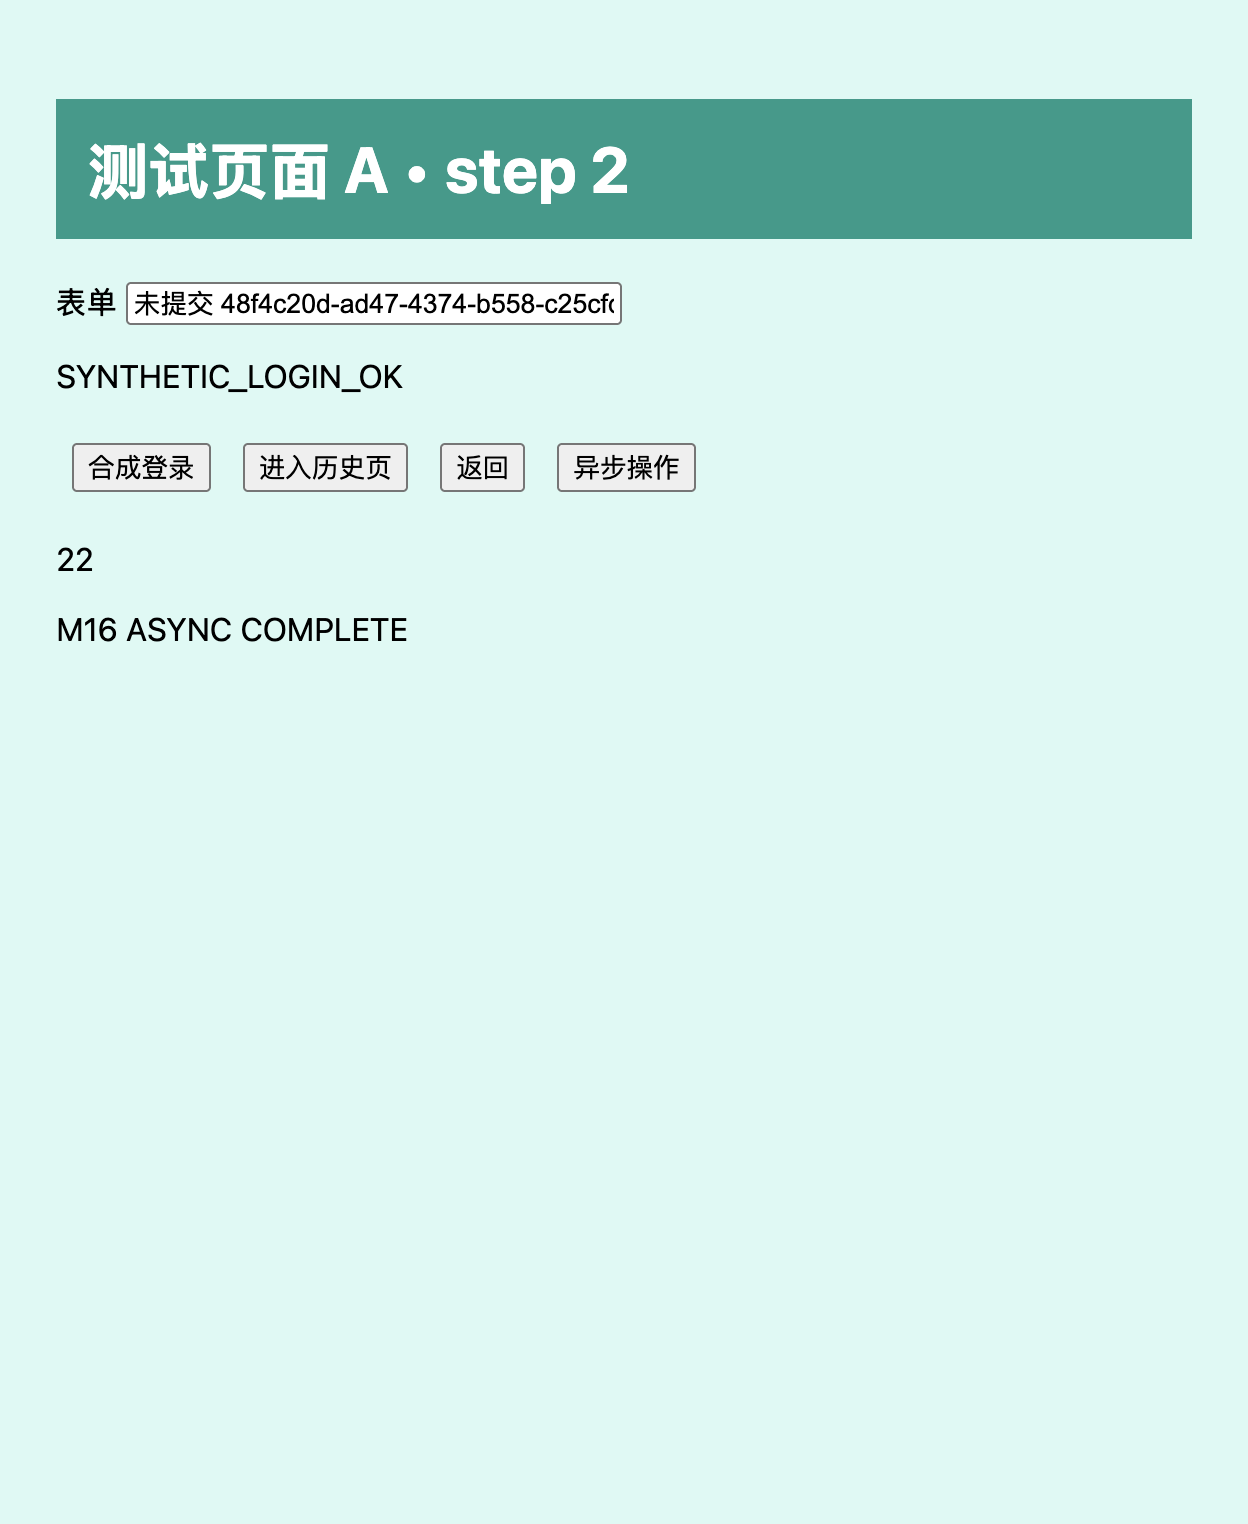 测试页面 A • step 2
表单 未提交 48f4c20d-ad47-4374-b558-c25cf
SYNTHETIC_LOGIN_OK
合成登录 进入历史页 返回 异步操作
22
M16 ASYNC COMPLETE